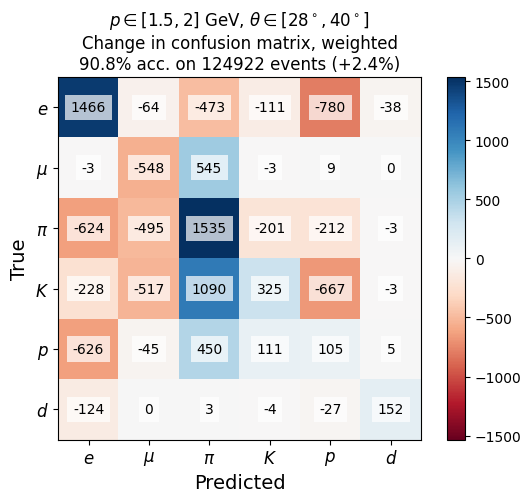 p ∈ [1.5, 2] GeV, θ ∈ [28°, 40°]
Change in confusion matrix, weighted
90.8% acc. on 124922 events (+2.4%)
True
e 1466 -64 -473 -111 -780 -38
μ -3 -548 545 -3 9 0
π -624 -495 1535 -201 -212 -3
K -228 -517 1090 325 -667 -3
p -626 -45 450 111 105 5
d -124 0 3 -4 -27 152
e μ π K p d
Predicted
1500
1000
500
0
−500
−1000
−1500